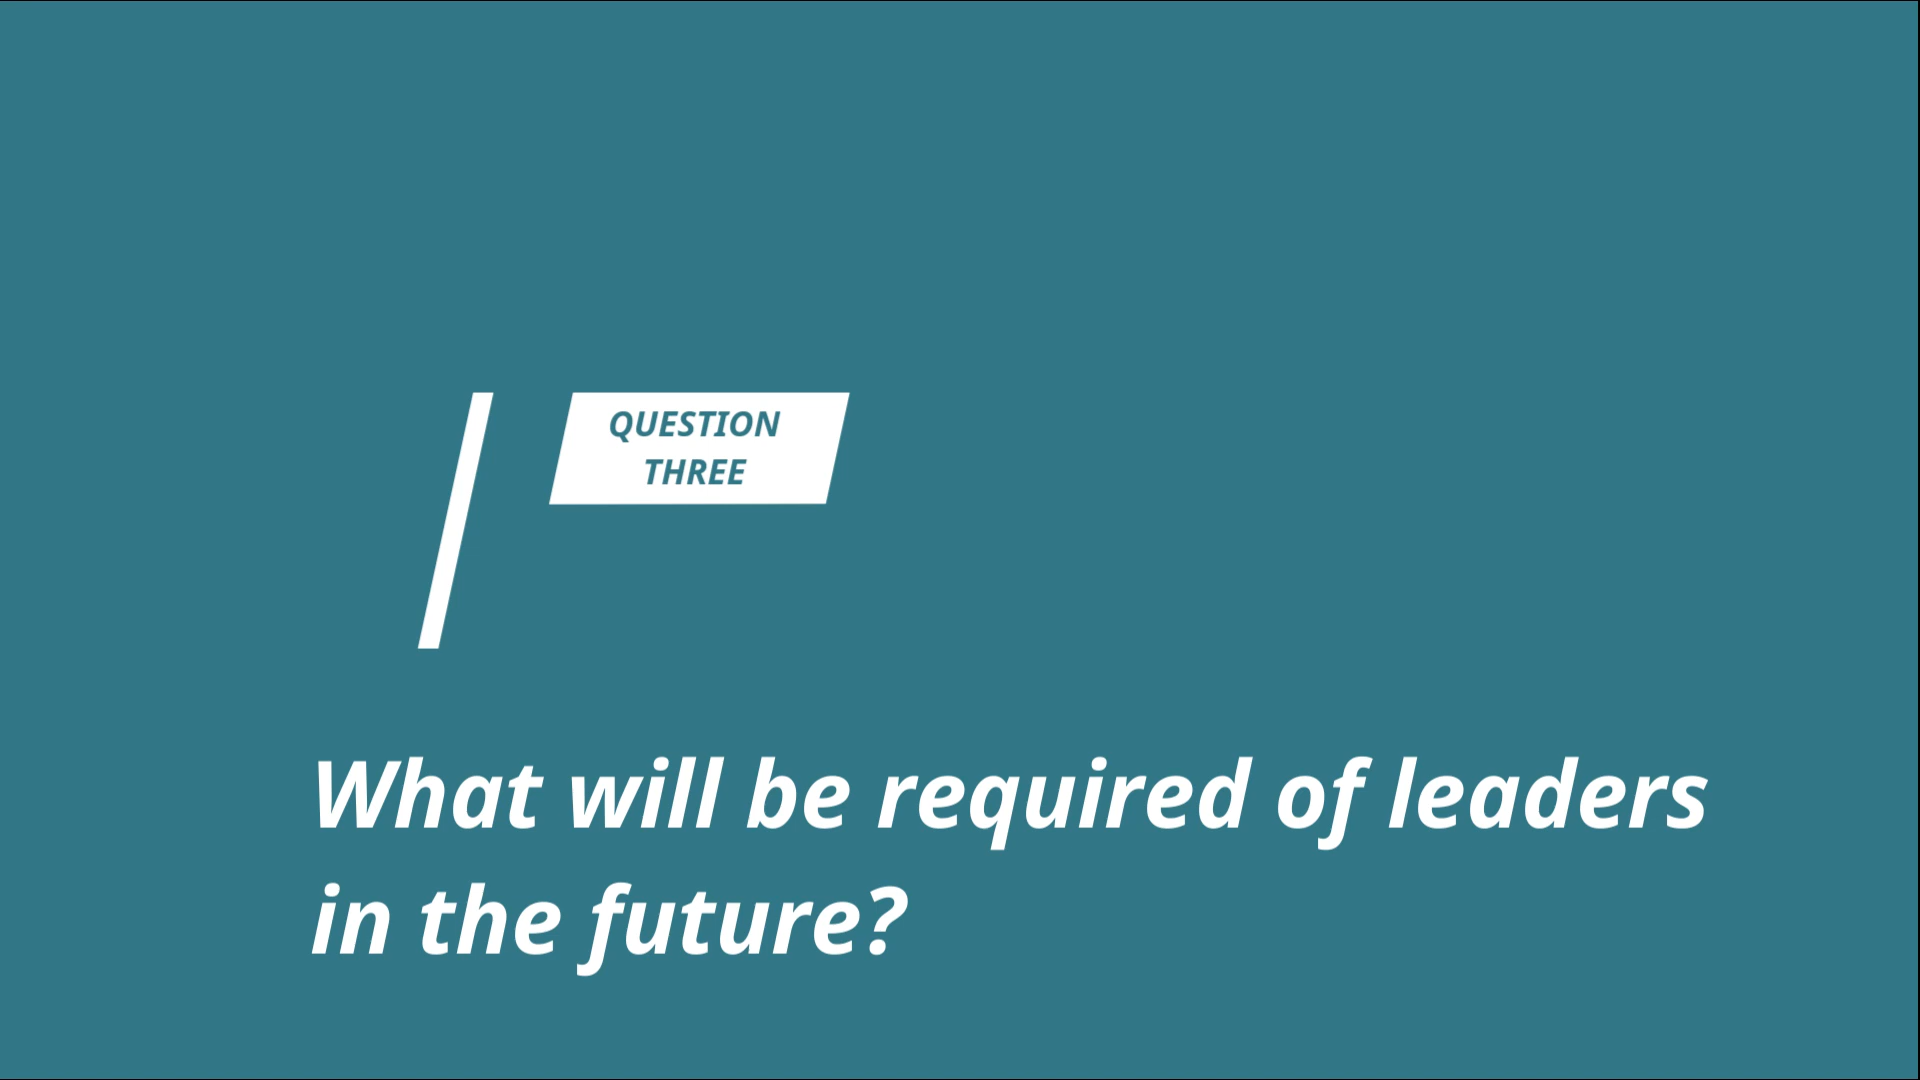 QUESTION
THREE
What will be required of leaders
in the future?